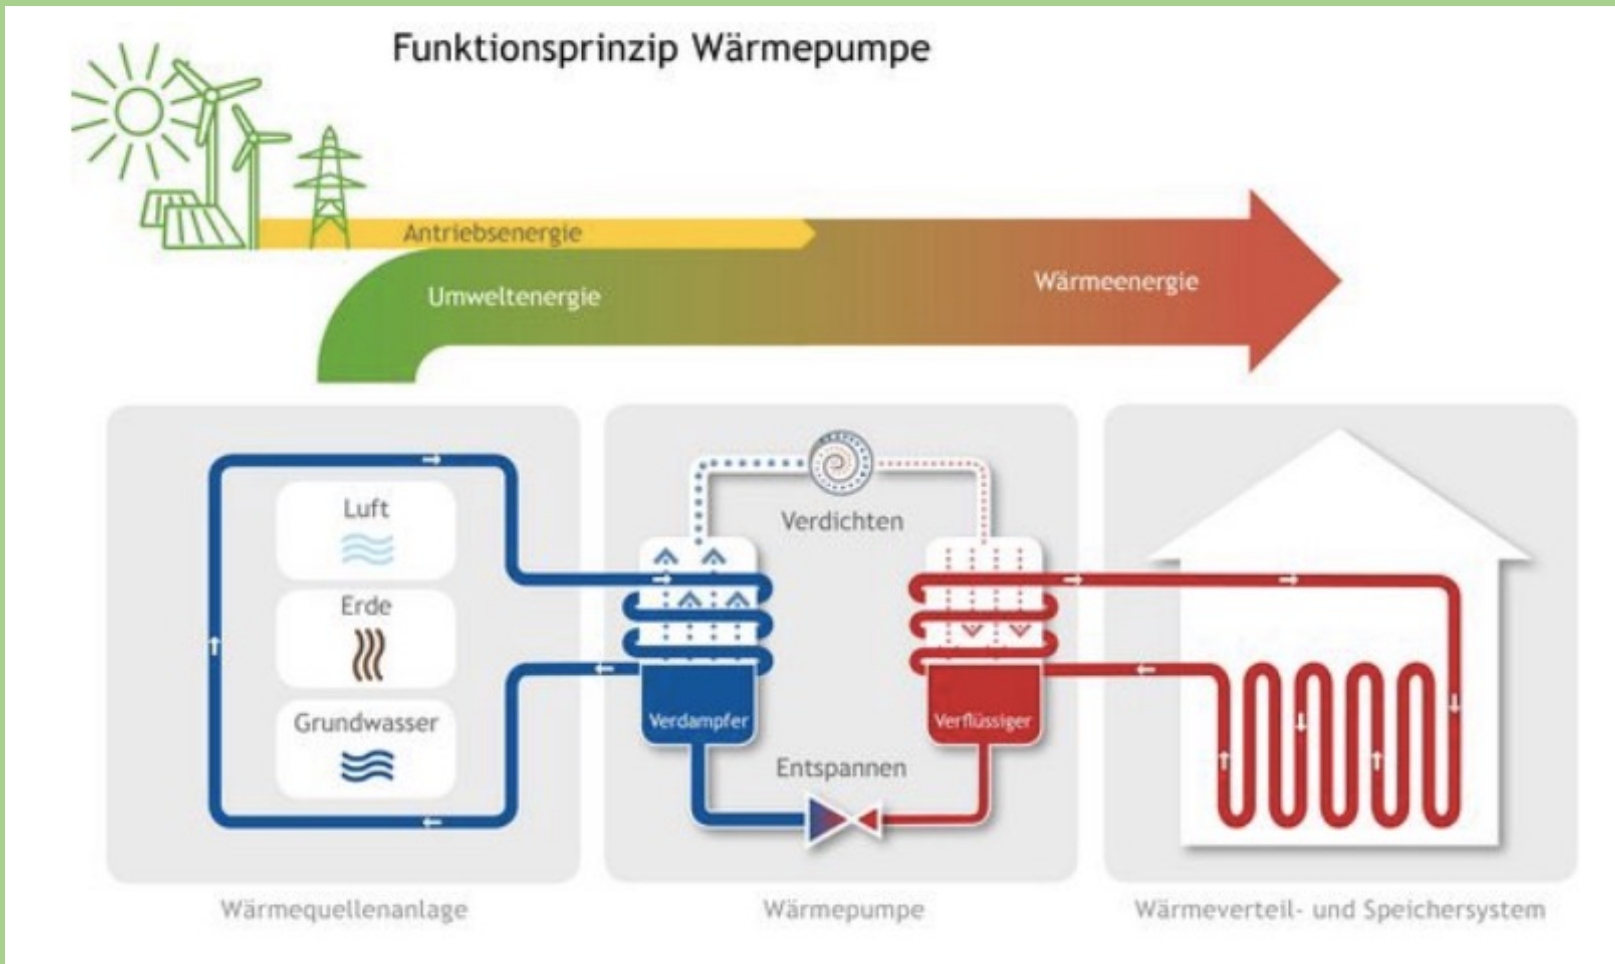 Funktionsprinzip Wärmepumpe
Antriebsenergie
Umweltenergie
Wärmeenergie
Luft
Erde
Grundwasser
Verdichten
Verdampfer
Verflüssiger
Entspannen
Wärmequellenanlage
Wärmepumpe
Wärmeverteil- und Speichersystem